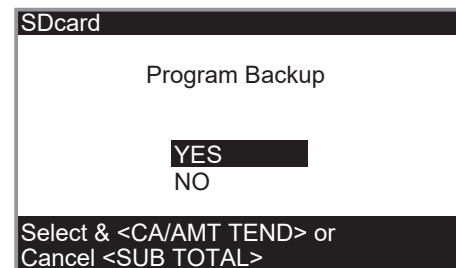 SDcard
Program Backup
YES
NO
Select & <CA/AMT TEND> or
Cancel <SUB TOTAL>